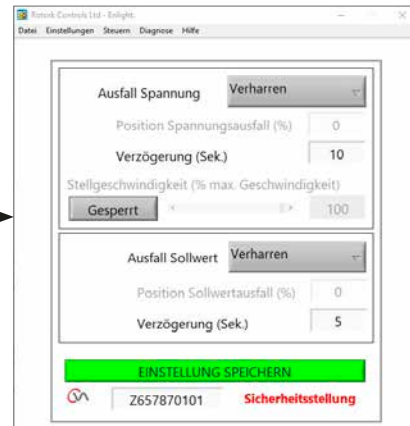 Rotork Controls Ltd - Enlight
Datei Einstellungen Steuern Diagnose Hilfe
Ausfall Spannung Verharren
Position Spannungsausfall (%) 0
Verzögerung (Sek.) 10
Stellgeschwindigkeit (% max. Geschwindigkeit)
Gesperrt 100
Ausfall Sollwert Verharren
Position Sollwertausfall (%) 0
Verzögerung (Sek.) 5
EINSTELLUNG SPEICHERN
Z657870101 Sicherheitsstellung